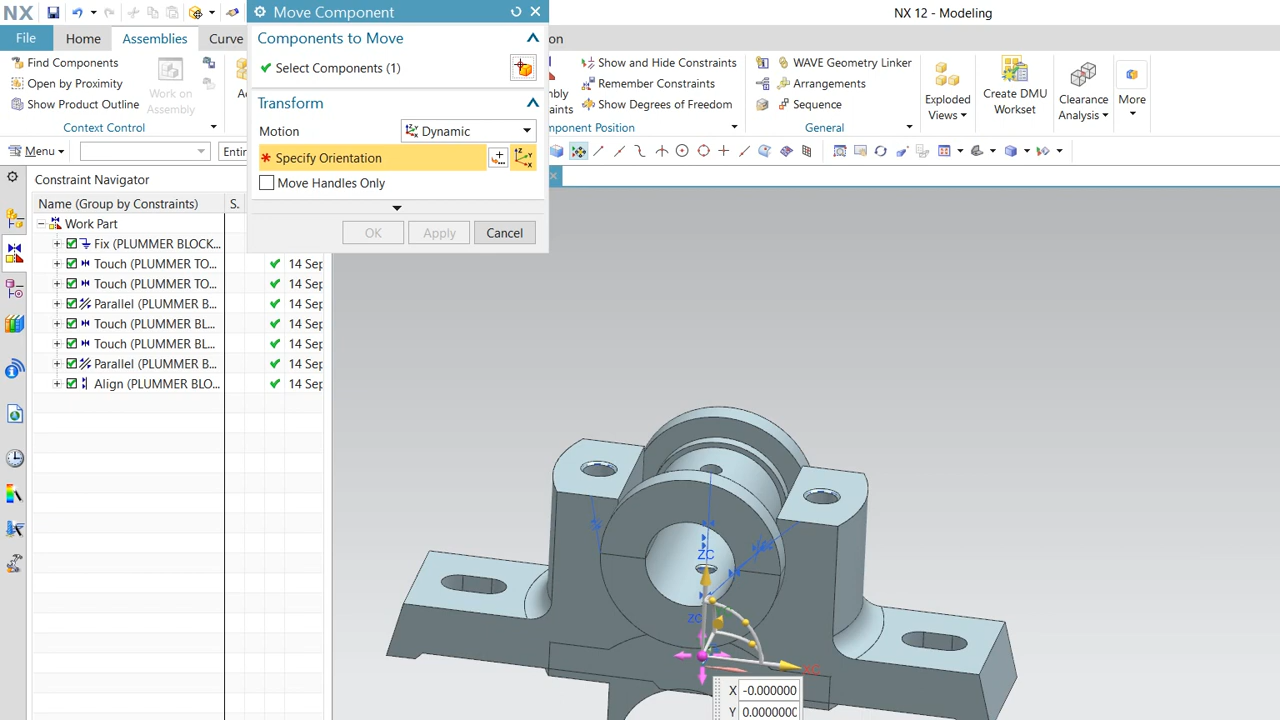 NX
Move Component
NX 12 - Modeling
File
Home
Assemblies
Curve
on
Components to Move
Find Components
Open by Proximity
Show Product Outline
Context Control
Work on
Assembly
Select Components (1)
Show and Hide Constraints
Remember Constraints
Show Degrees of Freedom
WAVE Geometry Linker
Arrangements
Sequence
General
Exploded
Views
Create DMU
Workset
Clearance
Analysis
More
Transform
Motion
Dynamic
Specify Orientation
Move Handles Only
OK
Apply
Cancel
Menu
Entir
Constraint Navigator
Name (Group by Constraints)
S.
Work Part
Fix (PLUMMER BLOCK...
Touch (PLUMMER TO...
14 Sep
Touch (PLUMMER TO...
14 Sep
Parallel (PLUMMER B...
14 Sep
Touch (PLUMMER BL...
14 Sep
Touch (PLUMMER BL...
14 Sep
Parallel (PLUMMER B...
14 Sep
Align (PLUMMER BLO...
14 Sep
ZC
ZC
X -0.000000
Y 0.0000000